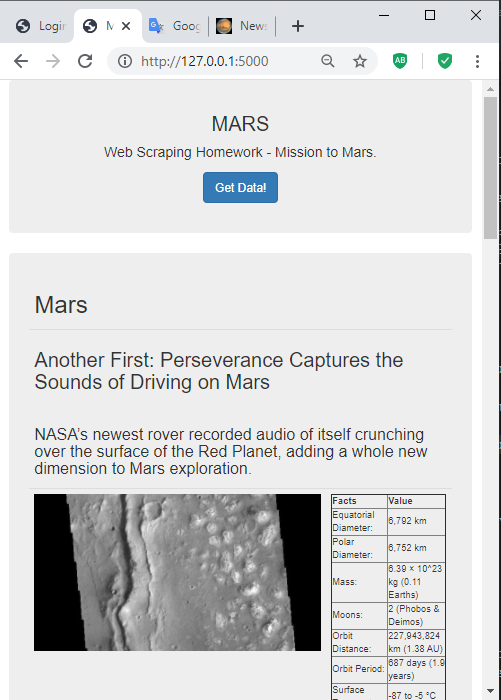 Login
M
Goog
News
http://127.0.0.1:5000
AB
MARS
Web Scraping Homework - Mission to Mars.
Get Data!
Mars
Another First: Perseverance Captures the
Sounds of Driving on Mars
NASA’s newest rover recorded audio of itself crunching
over the surface of the Red Planet, adding a whole new
dimension to Mars exploration.
Facts Value
Equatorial
Diameter: 6,792 km
Polar
Diameter: 6,752 km
Mass: 6.39 × 10^23
kg (0.11
Earths)
Moons: 2 (Phobos &
Deimos)
Orbit
Distance: 227,943,824
km (1.38 AU)
Orbit Period: 687 days (1.9
years)
Surface
-87 to -5 °C